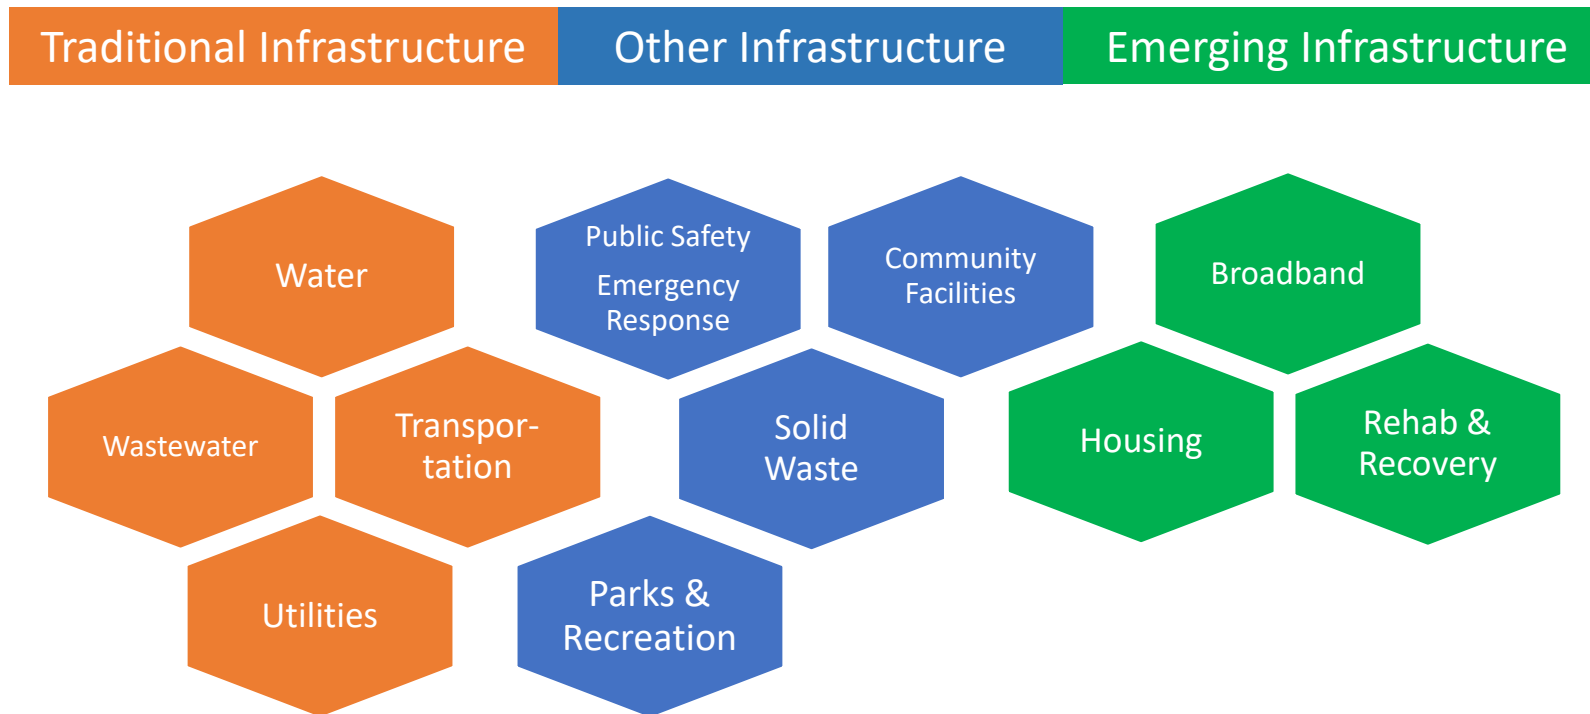 Traditional Infrastructure
Other Infrastructure
Emerging Infrastructure
Water
Wastewater
Transpor-
tation
Utilities
Public Safety
Emergency
Response
Community
Facilities
Solid
Waste
Parks &
Recreation
Broadband
Housing
Rehab &
Recovery